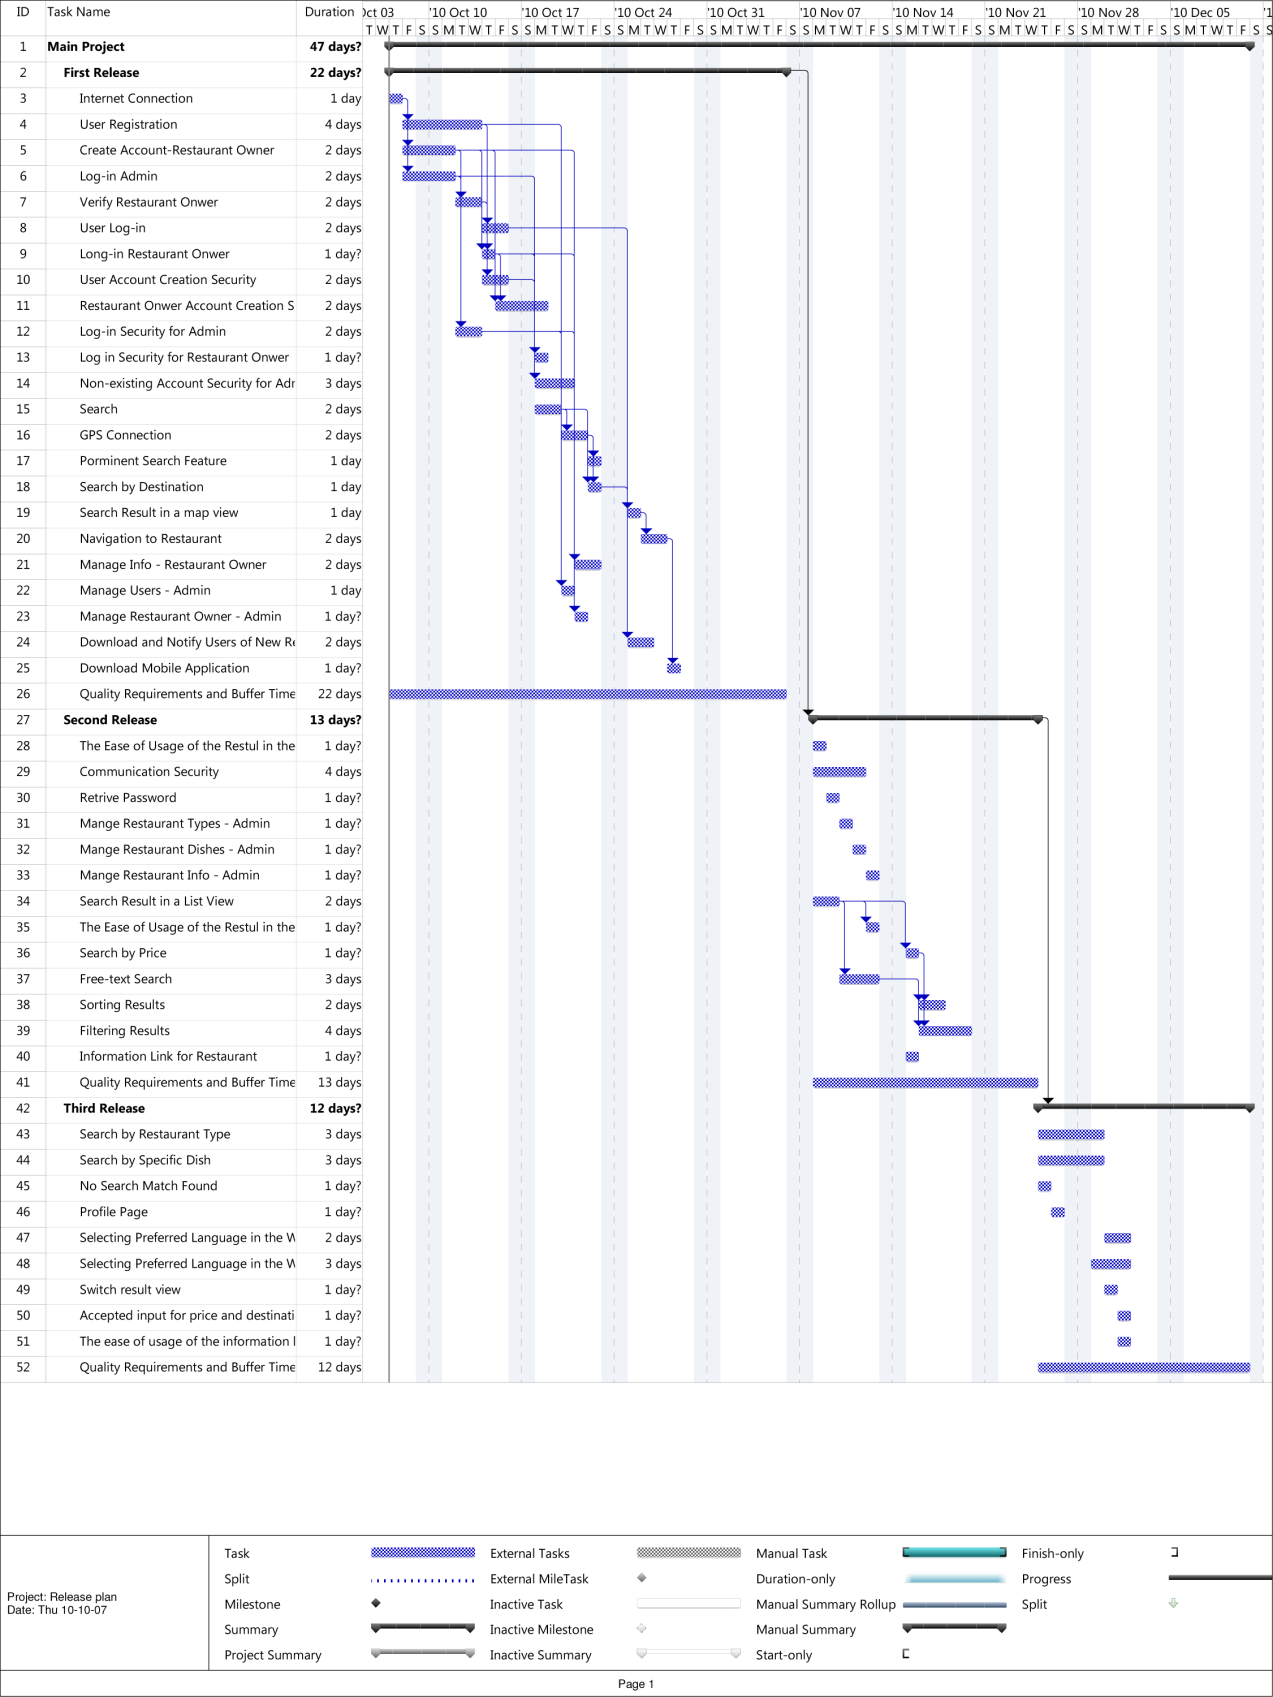 ID Task Name Duration Oct 03 '10 Oct 10 '10 Oct 17 '10 Oct 24 '10 Oct 31 '10 Nov 07 '10 Nov 14 '10 Nov 21 '10 Nov 28 '10 Dec 05 '1
T W T F S S M T W T F S S M T W T F S S M T W T F S S M T W T F S S M T W T F S S M T W T F S S M T W T F S S M T W T F S S M T W T F S S
1 Main Project 47 days?
2 First Release 22 days?
3 Internet Connection 1 day
4 User Registration 4 days
5 Create Account-Restaurant Owner 2 days
6 Log-in Admin 2 days
7 Verify Restaurant Onwer 2 days
8 User Log-in 2 days
9 Long-in Restaurant Onwer 1 day?
10 User Account Creation Security 2 days
11 Restaurant Onwer Account Creation S 2 days
12 Log-in Security for Admin 2 days
13 Log in Security for Restaurant Onwer 1 day?
14 Non-existing Account Security for Adr 3 days
15 Search 2 days
16 GPS Connection 2 days
17 Porminent Search Feature 1 day
18 Search by Destination 1 day
19 Search Result in a map view 1 day
20 Navigation to Restaurant 2 days
21 Manage Info - Restaurant Owner 2 days
22 Manage Users - Admin 1 day
23 Manage Restaurant Owner - Admin 1 day?
24 Download and Notify Users of New Re 2 days
25 Download Mobile Application 1 day?
26 Quality Requirements and Buffer Time 22 days
27 Second Release 13 days?
28 The Ease of Usage of the Restul in the 1 day?
29 Communication Security 4 days
30 Retrive Password 1 day?
31 Mange Restaurant Types - Admin 1 day?
32 Mange Restaurant Dishes - Admin 1 day?
33 Mange Restaurant Info - Admin 1 day?
34 Search Result in a List View 2 days
35 The Ease of Usage of the Restul in the 1 day?
36 Search by Price 1 day?
37 Free-text Search 3 days
38 Sorting Results 2 days
39 Filtering Results 4 days
40 Information Link for Restaurant 1 day?
41 Quality Requirements and Buffer Time 13 days
42 Third Release 12 days?
43 Search by Restaurant Type 3 days
44 Search by Specific Dish 3 days
45 No Search Match Found 1 day?
46 Profile Page 1 day?
47 Selecting Preferred Language in the W 2 days
48 Selecting Preferred Language in the W 3 days
49 Switch result view 1 day?
50 Accepted input for price and destinati 1 day?
51 The ease of usage of the information l 1 day?
52 Quality Requirements and Buffer Time 12 days
Project: Release plan
Date: Thu 10-10-07
Task External Tasks Manual Task Finish-only
Split External MileTask Duration-only Progress
Milestone Inactive Task Manual Summary Rollup Split
Summary Inactive Milestone Manual Summary
Project Summary Inactive Summary Start-only
Page 1